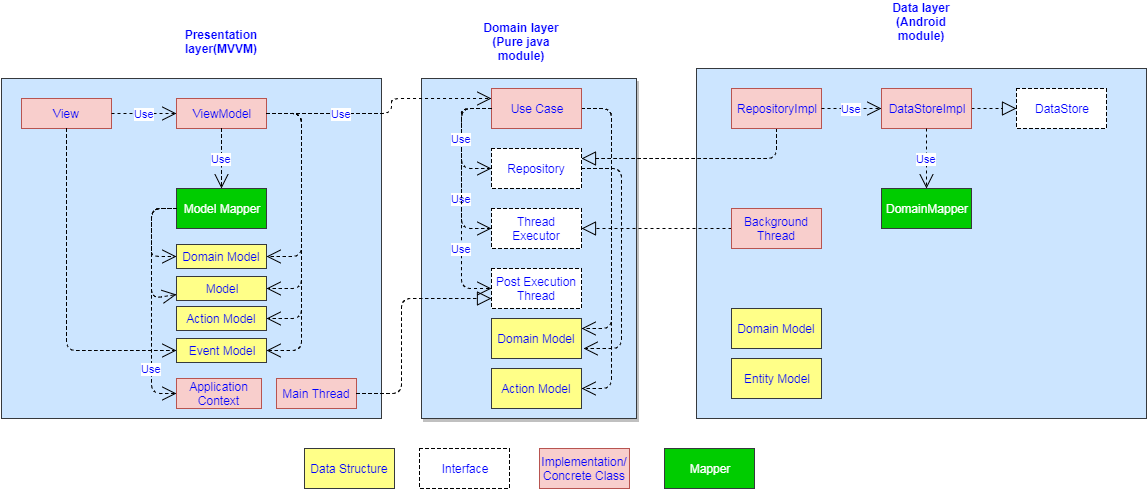 Presentation
layer(MVVM)
Domain layer
(Pure java
module)
Data layer
(Android
module)
View
Use
ViewModel
Use
Use
Model Mapper
Domain Model
Model
Action Model
Event Model
Use
Application
Context
Main Thread
Use Case
Use
Repository
Use
Thread
Executor
Use
Post Execution
Thread
Domain Model
Action Model
RepositoryImpl
Use
DataStoreImpl
DataStore
Use
DomainMapper
Background
Thread
Domain Model
Entity Model
Data Structure
Interface
Implementation/
Concrete Class
Mapper